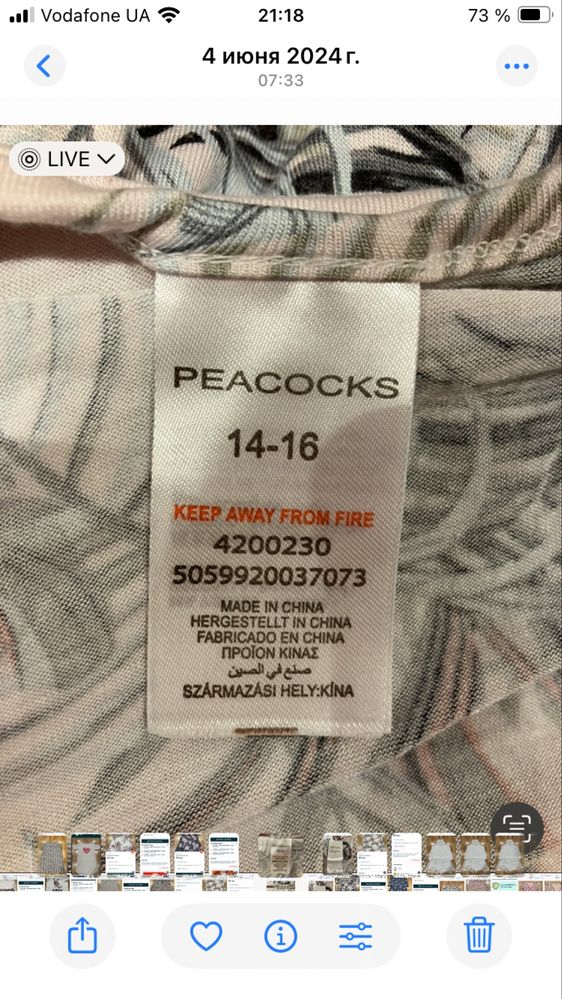 Vodafone UA
21:18
73 %
4 июня 2024 г.
07:33
LIVE
PEACOCKS
14-16
KEEP AWAY FROM FIRE
4200230
5059920037073
MADE IN CHINA
HERGESTELLT IN CHINA
FABRICADO EN CHINA
ΠΡΟΪΟΝ ΚΙΝΑΣ
صنع في الصين
SZÁRMAZÁSI HELY:KÍNA